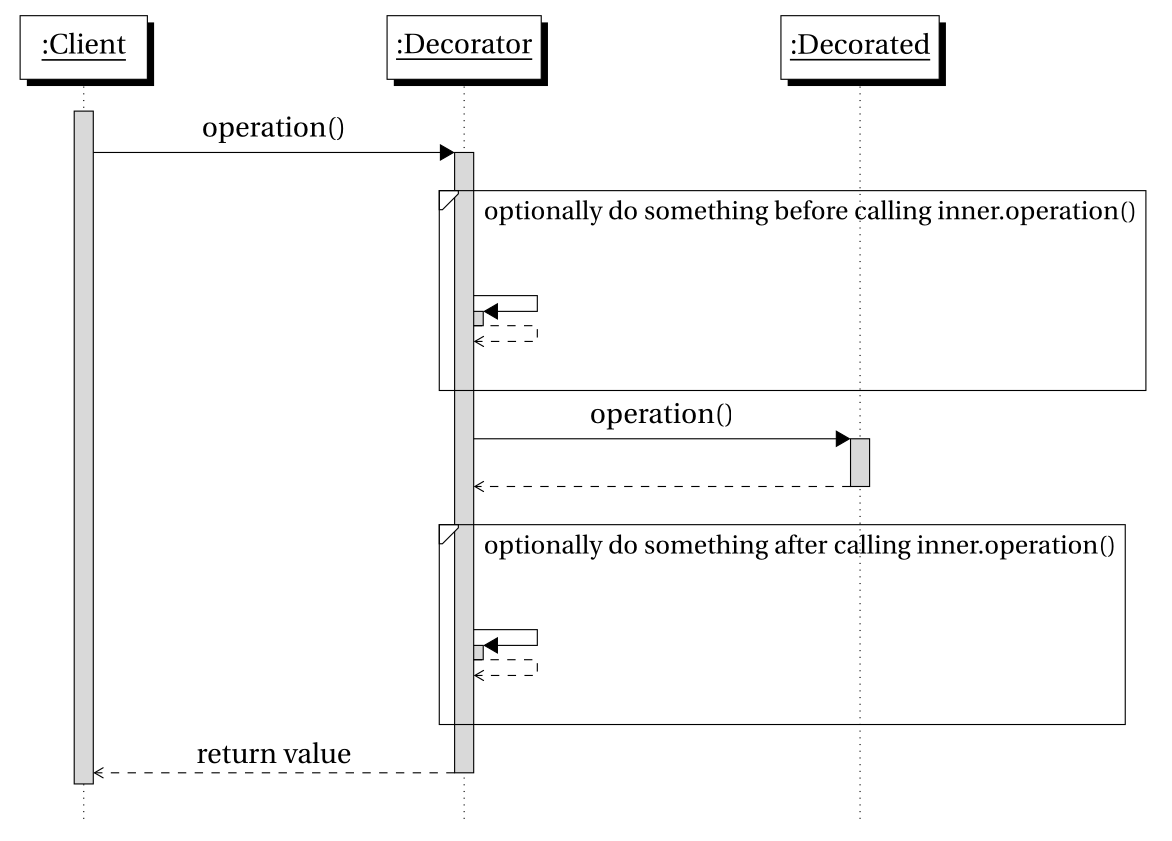 :Client
:Decorator
:Decorated
operation()
optionally do something before calling inner.operation()
operation()
optionally do something after calling inner.operation()
return value